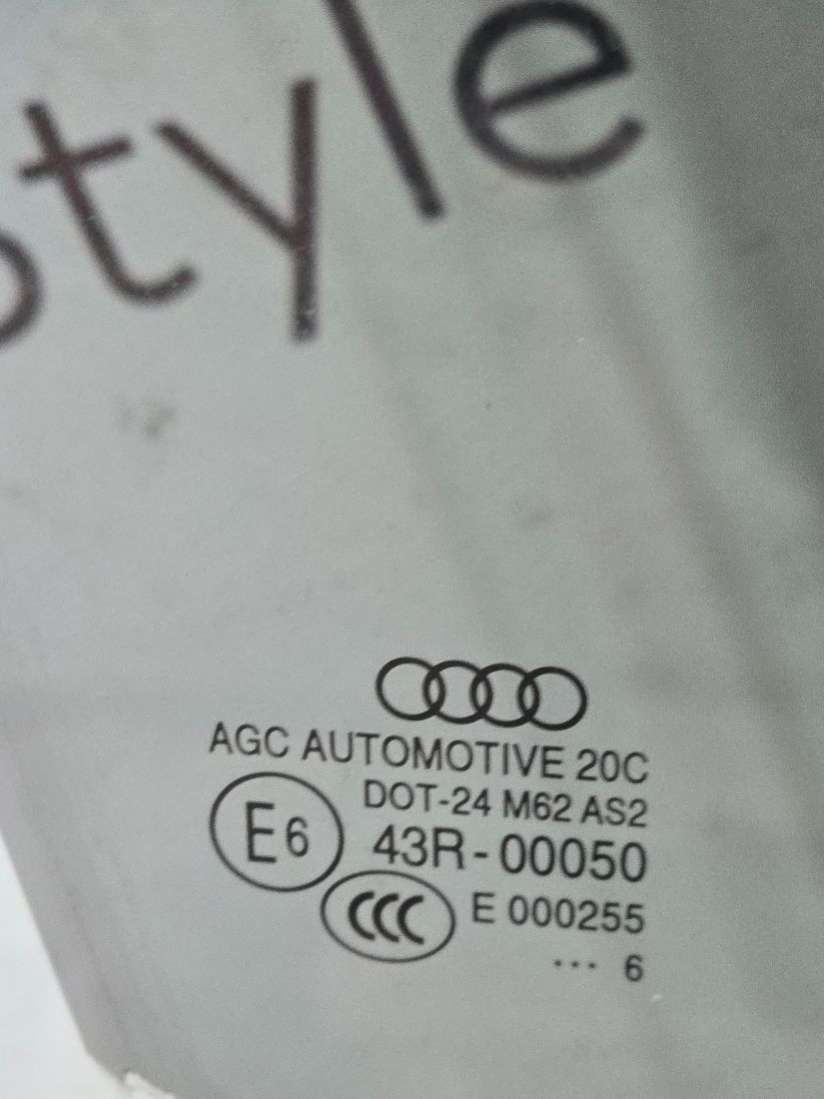 style
AGC AUTOMOTIVE 20C
DOT-24 M62 AS2
E6 43R-00050
CCC E 000255
··· 6